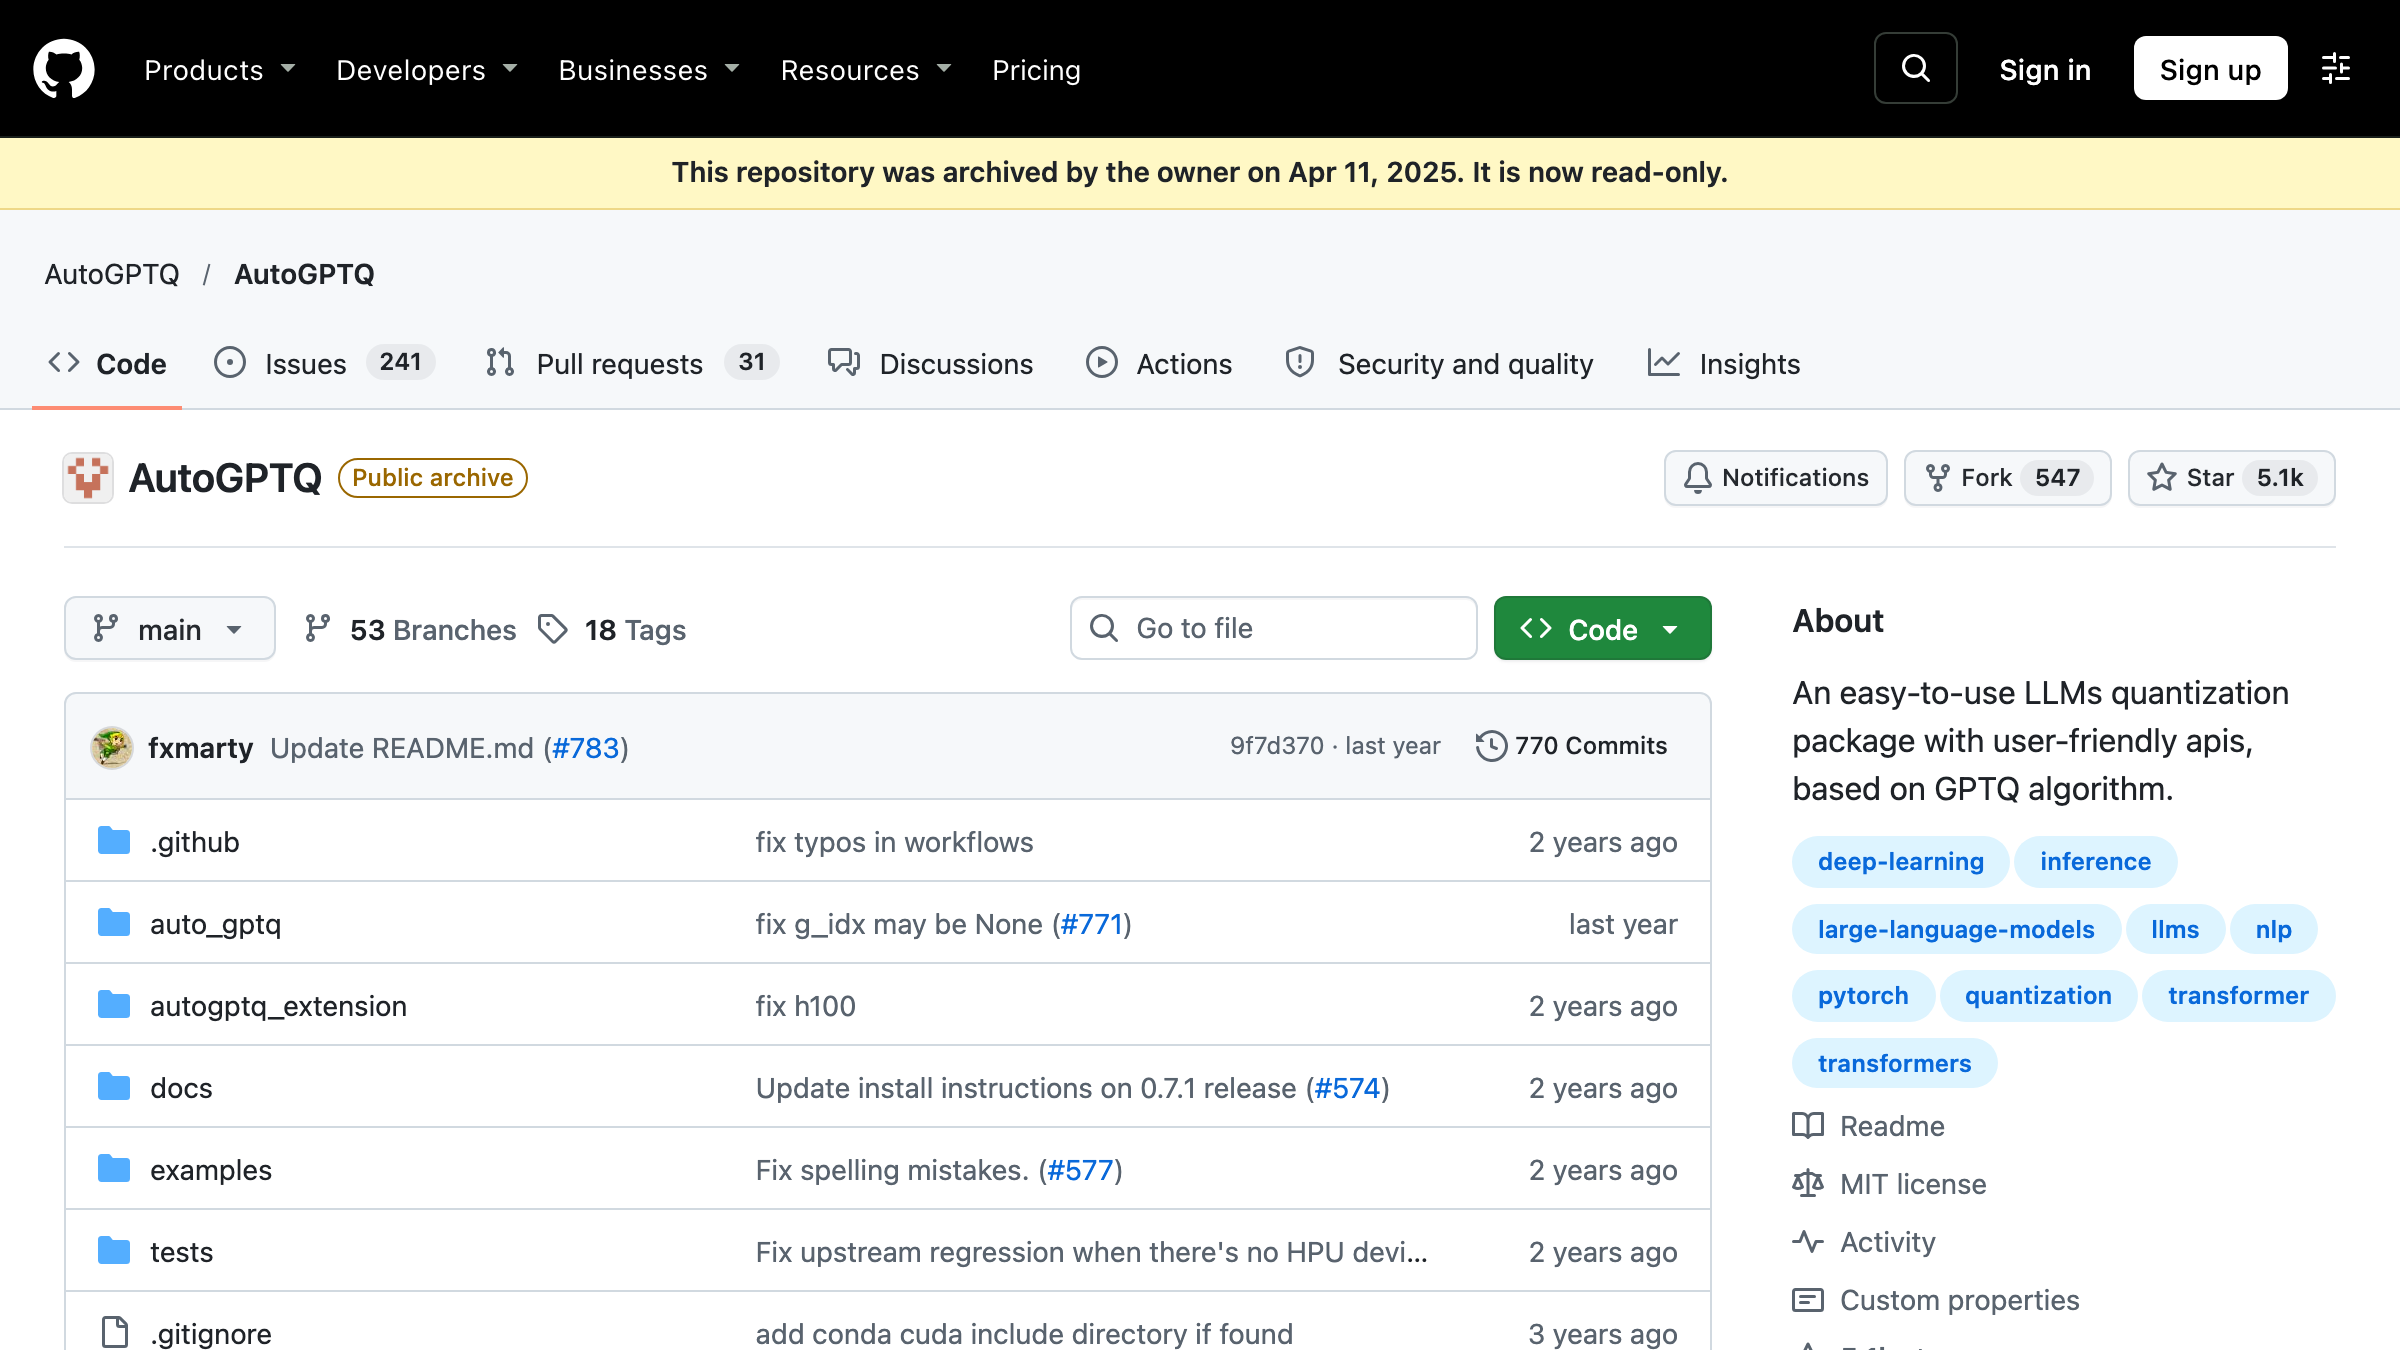 Products Developers Businesses Resources Pricing Sign in Sign up
This repository was archived by the owner on Apr 11, 2025. It is now read-only.
AutoGPTQ / AutoGPTQ
Code Issues 241 Pull requests 31 Discussions Actions Security and quality Insights
AutoGPTQ Public archive Notifications Fork 547 Star 5.1k
main 53 Branches 18 Tags Go to file Code
fxmarty Update README.md (#783) 9f7d370 · last year 770 Commits
.github fix typos in workflows 2 years ago
auto_gptq fix g_idx may be None (#771) last year
autogptq_extension fix h100 2 years ago
docs Update install instructions on 0.7.1 release (#574) 2 years ago
examples Fix spelling mistakes. (#577) 2 years ago
tests Fix upstream regression when there's no HPU devi... 2 years ago
.gitignore add conda cuda include directory if found 3 years ago
About
An easy-to-use LLMs quantization
package with user-friendly apis,
based on GPTQ algorithm.
deep-learning inference
large-language-models llms nlp
pytorch quantization transformer
transformers
Readme
MIT license
Activity
Custom properties